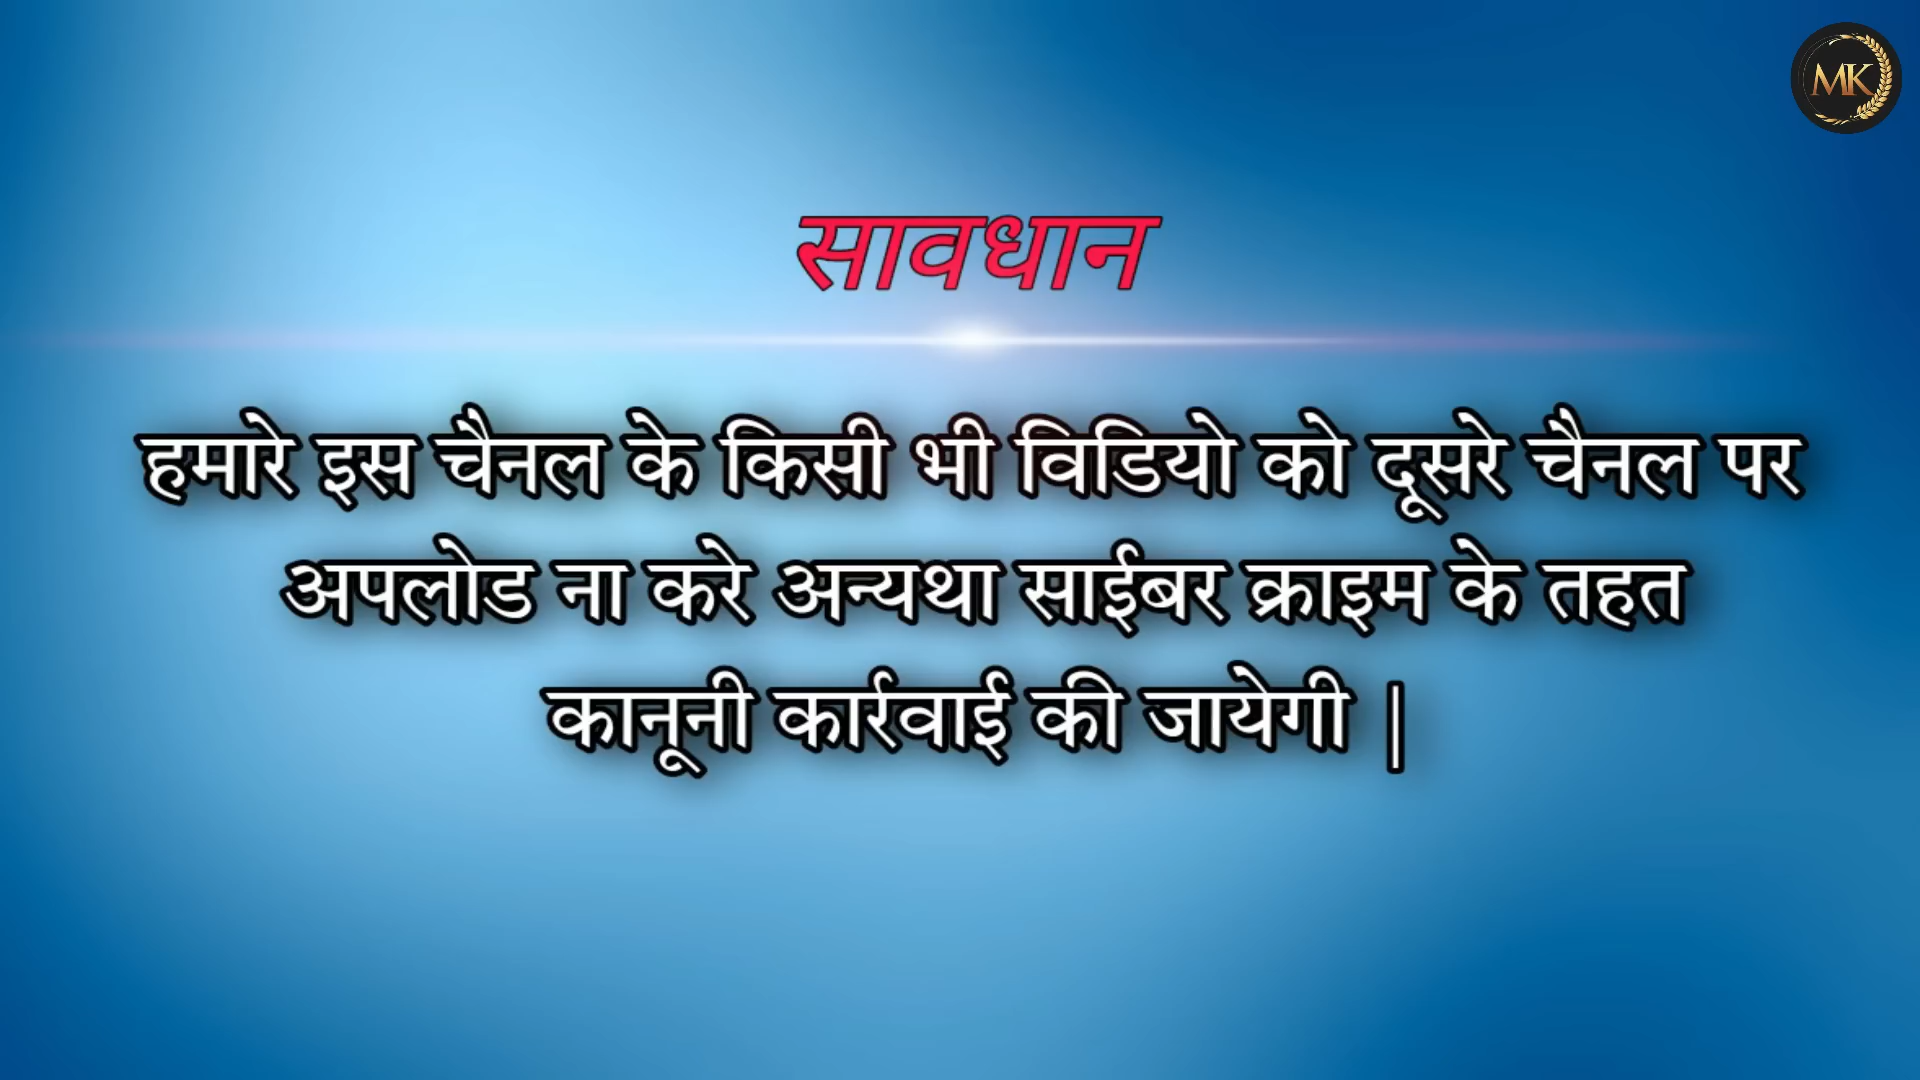 MK
सावधान
हमारे इस चैनल के किसी भी विडियो को दूसरे चैनल पर
अपलोड ना करे अन्यथा साईबर क्राइम के तहत
कानूनी कार्रवाई की जायेगी |